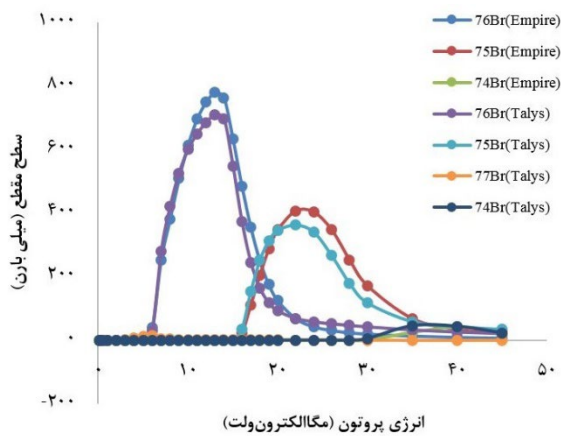 ۱۰۰۰
۸۰۰
۶۰۰
۴۰۰
۲۰۰
۰
-۲۰۰
۰ ۱۰ ۲۰ ۳۰ ۴۰ ۵۰
سطح مقطع (میلی بارن)
انرژی پروتون (مگاالکترون‌ولت)
76Br(Empire)
75Br(Empire)
74Br(Empire)
76Br(Talys)
75Br(Talys)
77Br(Talys)
74Br(Talys)